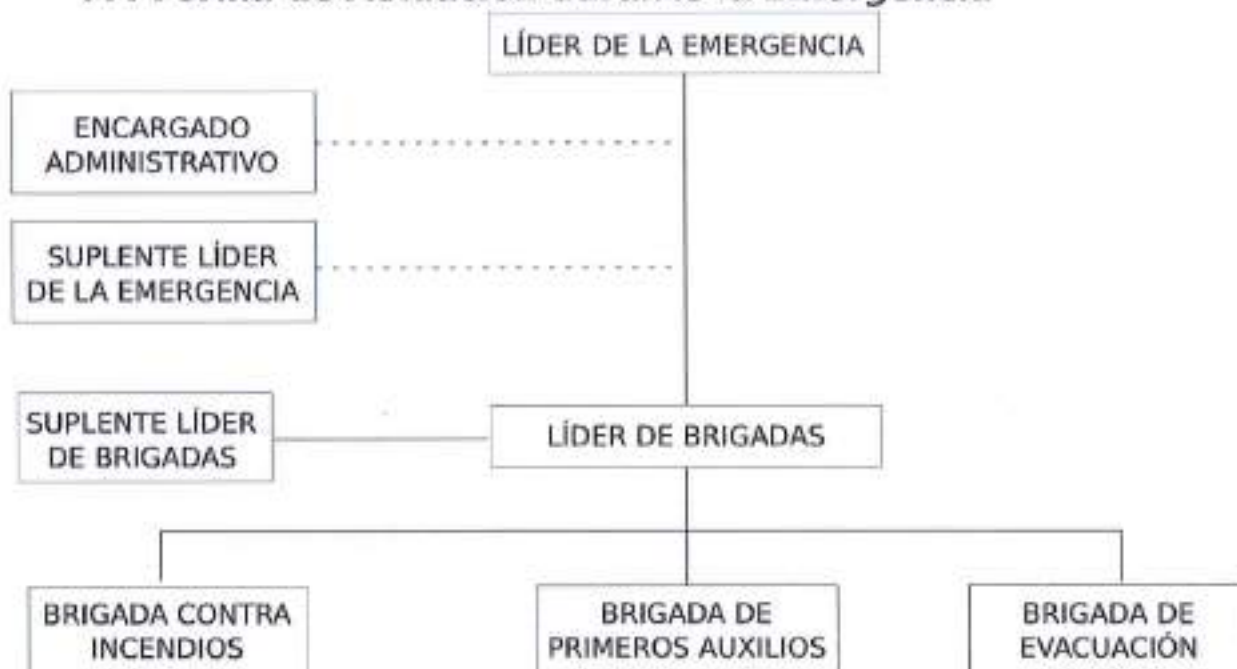 LÍDER DE LA EMERGENCIA
ENCARGADO
ADMINISTRATIVO
SUPLENTE LÍDER
DE LA EMERGENCIA
SUPLENTE LÍDER
DE BRIGADAS
LÍDER DE BRIGADAS
BRIGADA CONTRA
INCENDIOS
BRIGADA DE
PRIMEROS AUXILIOS
BRIGADA DE
EVACUACIÓN